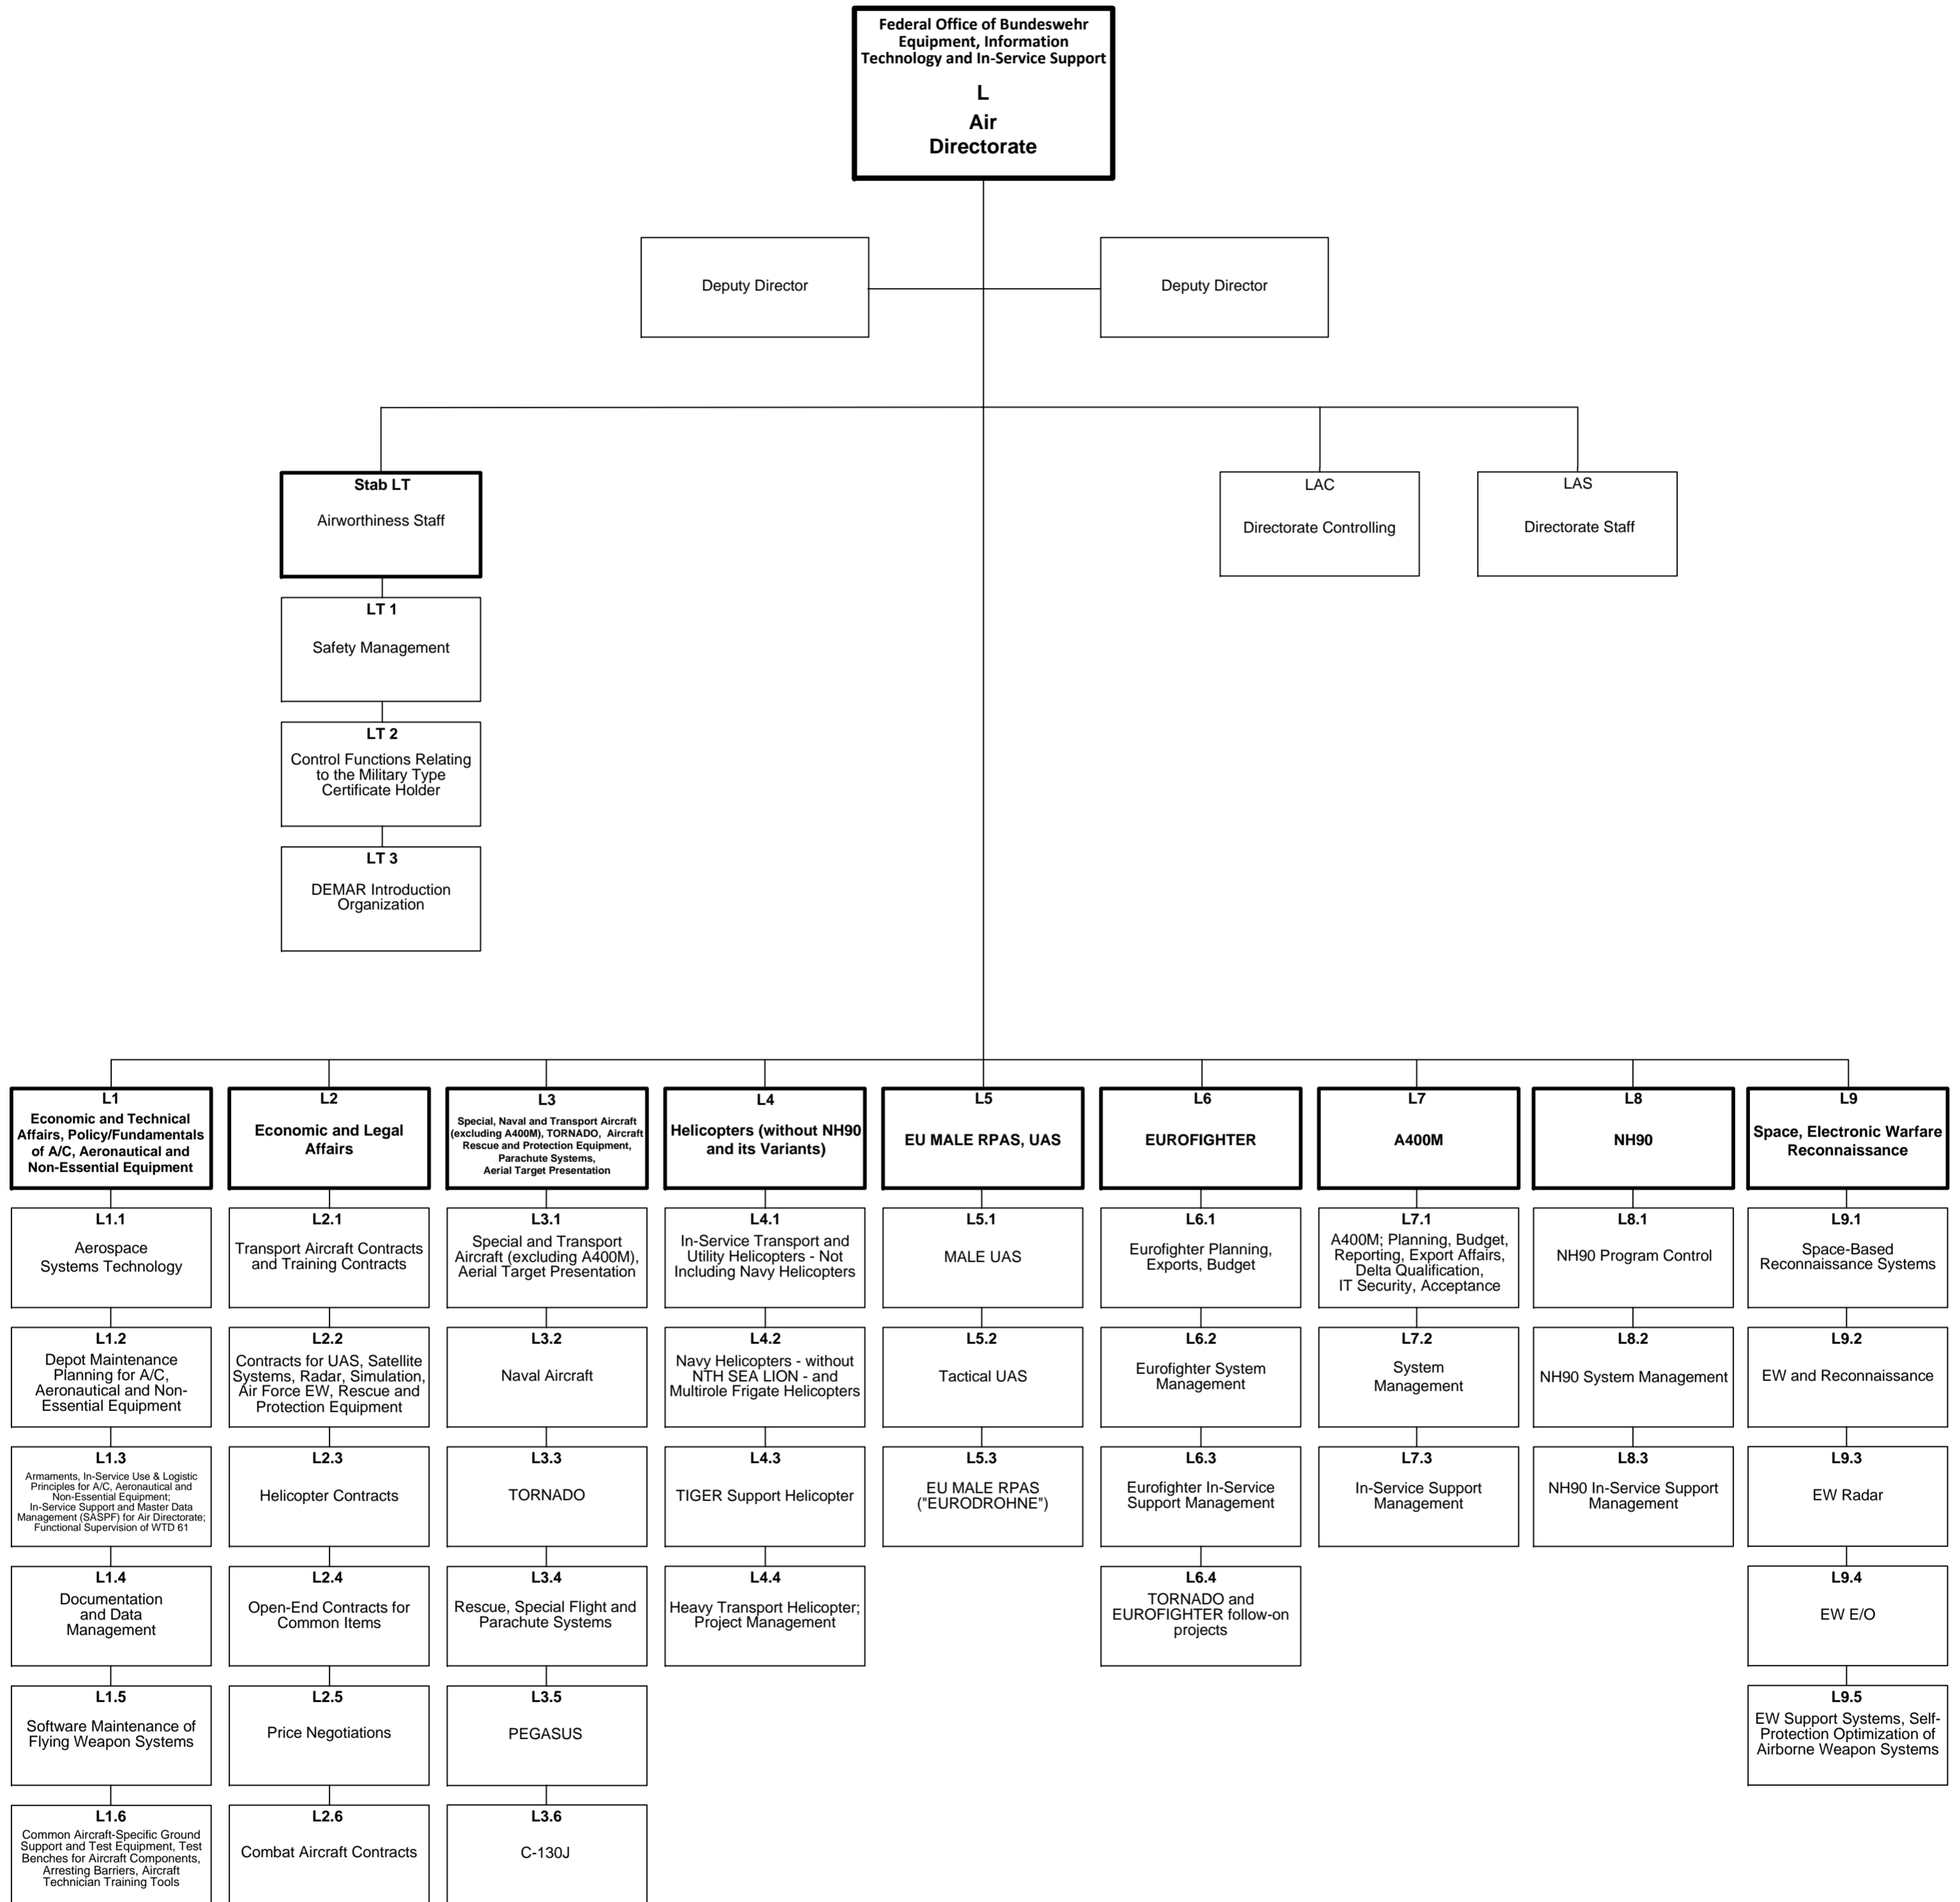 Federal Office of Bundeswehr
Equipment, Information
Technology and In-Service Support
L
Air
Directorate
Deputy Director
Deputy Director
Stab LT
Airworthiness Staff
LAC
Directorate Controlling
LAS
Directorate Staff
LT 1
Safety Management
LT 2
Control Functions Relating
to the Military Type
Certificate Holder
LT 3
DEMAR Introduction
Organization
L1
Economic and Technical
Affairs, Policy/Fundamentals
of A/C, Aeronautical and
Non-Essential Equipment
L1.1
Aerospace
Systems Technology
L1.2
Depot Maintenance
Planning for A/C,
Aeronautical and Non-
Essential Equipment
L1.3
Armaments, In-Service Use & Logistic
Principles for A/C, Aeronautical and
Non-Essential Equipment;
In-Service Support and Master Data
Management (SASPF) for Air Directorate;
Functional Supervision of WTD 61
L1.4
Documentation
and Data
Management
L1.5
Software Maintenance of
Flying Weapon Systems
L1.6
Common Aircraft-Specific Ground
Support and Test Equipment, Test
Benches for Aircraft Components,
Arresting Barriers, Aircraft
Technician Training Tools
L2
Economic and Legal
Affairs
L2.1
Transport Aircraft Contracts
and Training Contracts
L2.2
Contracts for UAS, Satellite
Systems, Radar, Simulation,
Air Force EW, Rescue and
Protection Equipment
L2.3
Helicopter Contracts
L2.4
Open-End Contracts for
Common Items
L2.5
Price Negotiations
L2.6
Combat Aircraft Contracts
L3
Special, Naval and Transport Aircraft
(excluding A400M), TORNADO, Aircraft
Rescue and Protection Equipment,
Parachute Systems,
Aerial Target Presentation
L3.1
Special and Transport
Aircraft (excluding A400M),
Aerial Target Presentation
L3.2
Naval Aircraft
L3.3
TORNADO
L3.4
Rescue, Special Flight and
Parachute Systems
L3.5
PEGASUS
L3.6
C-130J
L4
Helicopters (without NH90
and its Variants)
L4.1
In-Service Transport and
Utility Helicopters - Not
Including Navy Helicopters
L4.2
Navy Helicopters - without
NTH SEA LION - and
Multirole Frigate Helicopters
L4.3
TIGER Support Helicopter
L4.4
Heavy Transport Helicopter;
Project Management
L5
EU MALE RPAS, UAS
L5.1
MALE UAS
L5.2
Tactical UAS
L5.3
EU MALE RPAS
("EURODROHNE")
L6
EUROFIGHTER
L6.1
Eurofighter Planning,
Exports, Budget
L6.2
Eurofighter System
Management
L6.3
Eurofighter In-Service
Support Management
L6.4
TORNADO and
EUROFIGHTER follow-on
projects
L7
A400M
L7.1
A400M; Planning, Budget,
Reporting, Export Affairs,
Delta Qualification,
IT Security, Acceptance
L7.2
System
Management
L7.3
In-Service Support
Management
L8
NH90
L8.1
NH90 Program Control
L8.2
NH90 System Management
L8.3
NH90 In-Service Support
Management
L9
Space, Electronic Warfare
Reconnaissance
L9.1
Space-Based
Reconnaissance Systems
L9.2
EW and Reconnaissance
L9.3
EW Radar
L9.4
EW E/O
L9.5
EW Support Systems, Self-
Protection Optimization of
Airborne Weapon Systems